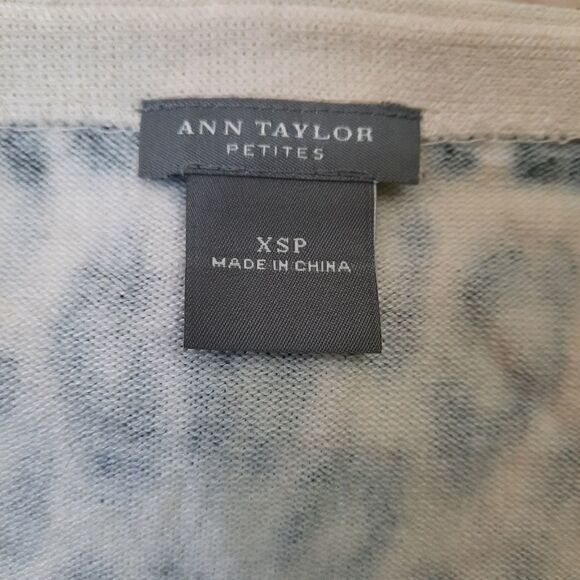 ANN TAYLOR
PETITES
XSP
MADE IN CHINA